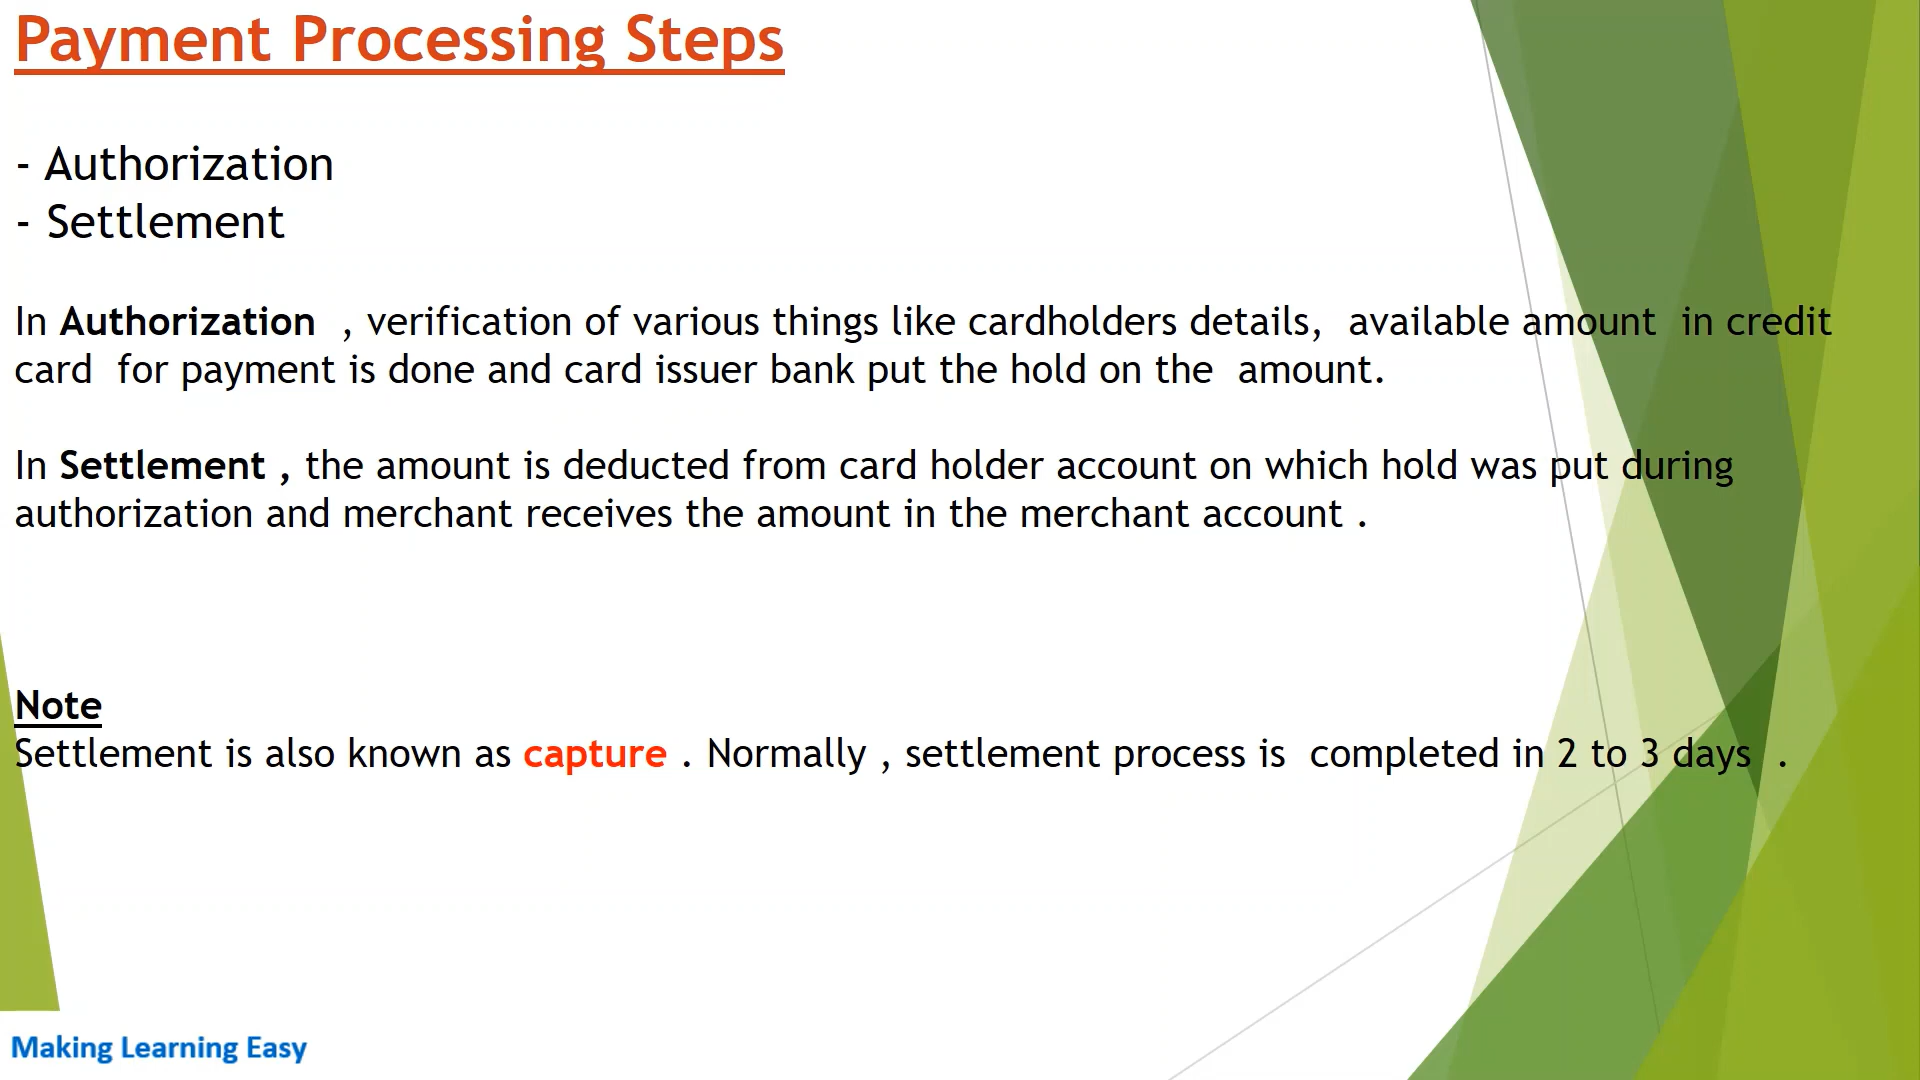 Payment Processing Steps
- Authorization
- Settlement
In Authorization , verification of various things like cardholders details, available amount in credit
card for payment is done and card issuer bank put the hold on the amount.
In Settlement , the amount is deducted from card holder account on which hold was put during
authorization and merchant receives the amount in the merchant account .
Note
Settlement is also known as capture . Normally , settlement process is completed in 2 to 3 days .
Making Learning Easy